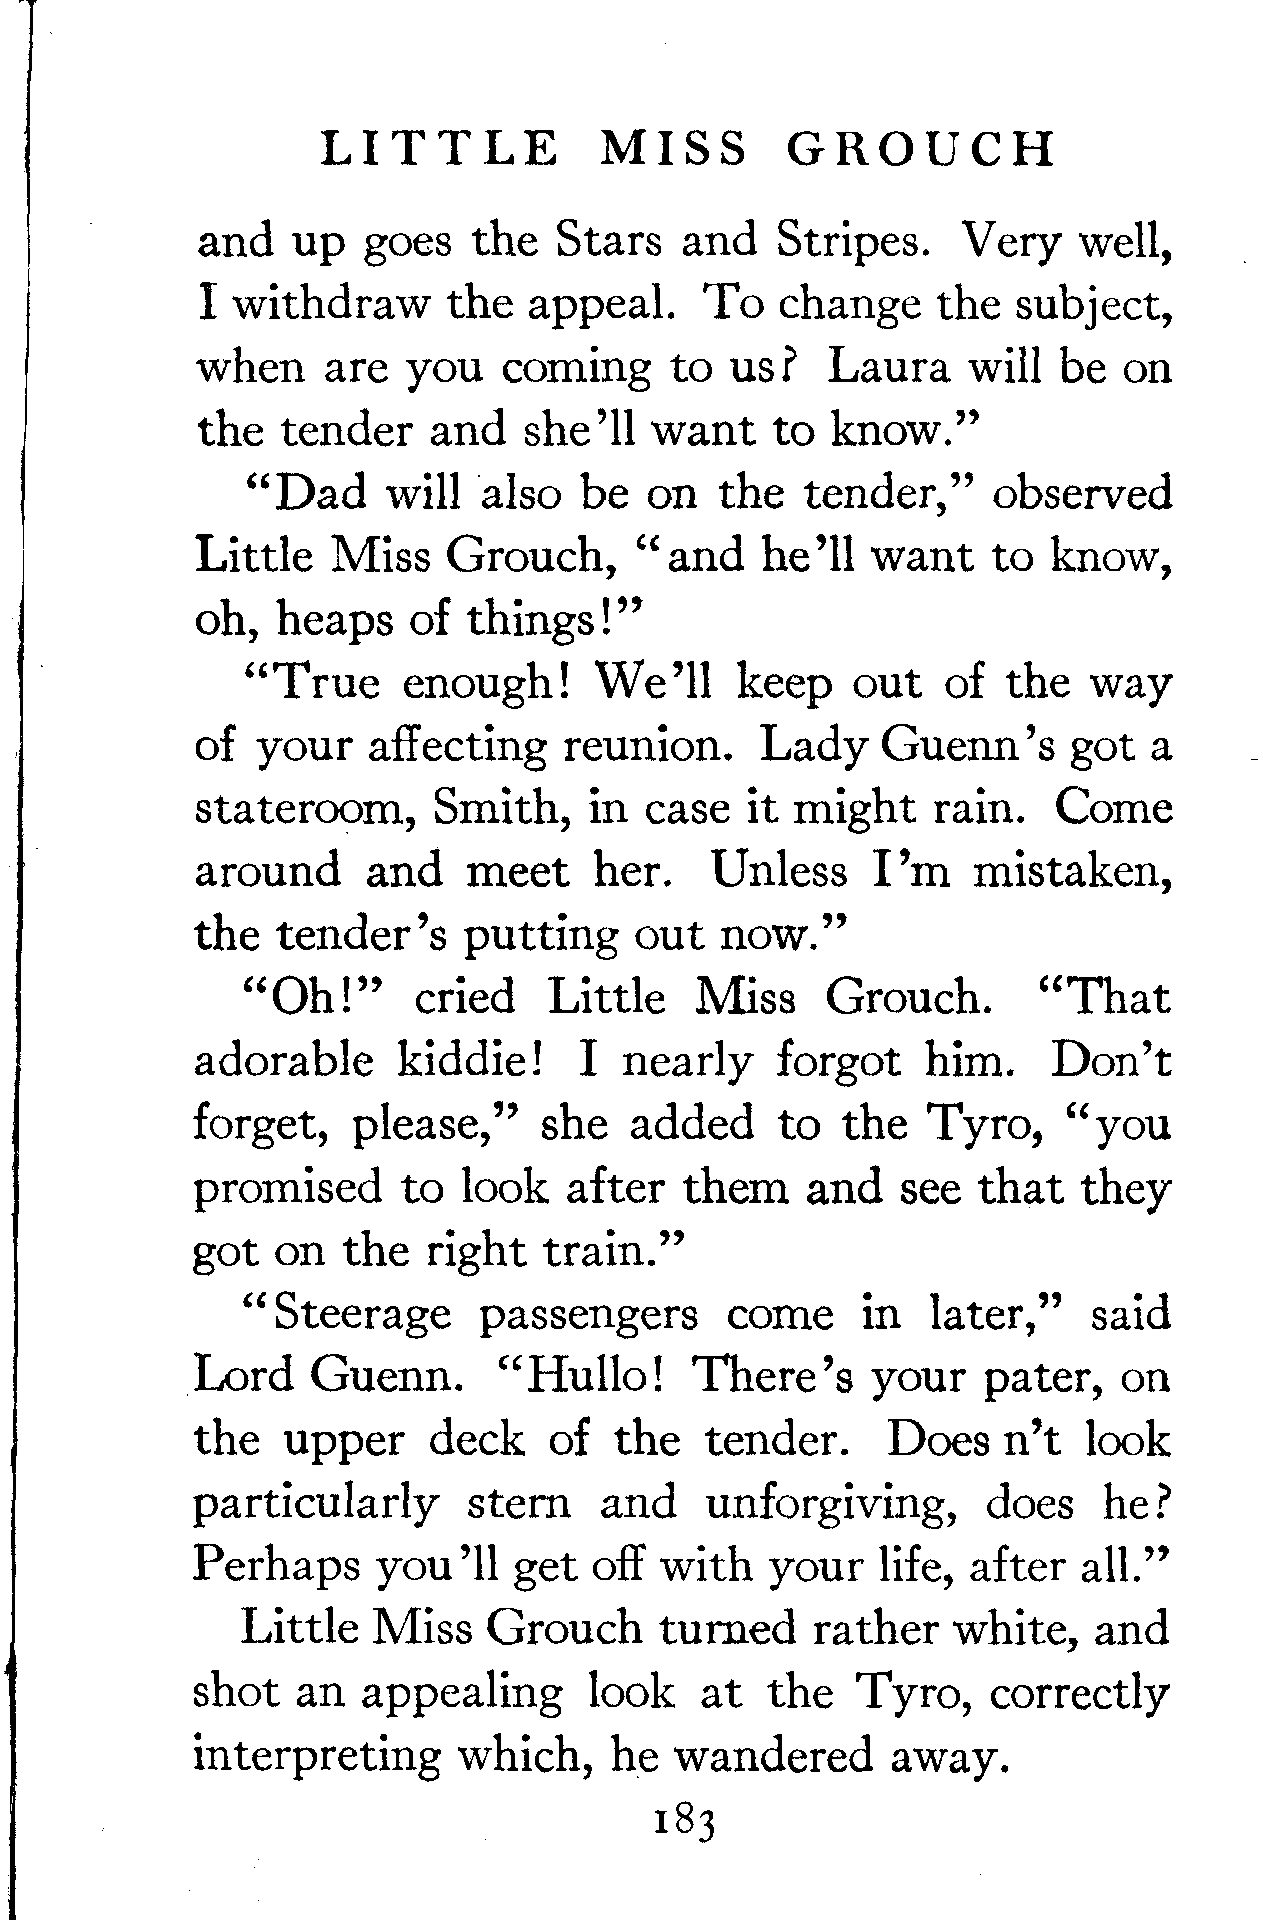 LITTLE MISS GROUCH
and up goes the Stars and Stripes. Very well,
I withdraw the appeal. To change the subject,
when are you coming to us? Laura will be on
the tender and she'll want to know."
"Dad will also be on the tender," observed
Little Miss Grouch, "and he'll want to know,
oh, heaps of things!"
"True enough! We'll keep out of the way
of your affecting reunion. Lady Guenn's got a
stateroom, Smith, in case it might rain. Come
around and meet her. Unless I'm mistaken,
the tender's putting out now."
"Oh!" cried Little Miss Grouch. "That
adorable kiddie! I nearly forgot him. Don't
forget, please," she added to the Tyro, "you
promised to look after them and see that they
got on the right train."
"Steerage passengers come in later," said
Lord Guenn. "Hullo! There's your pater, on
the upper deck of the tender. Does n't look
particularly stern and unforgiving, does he?
Perhaps you'll get off with your life, after all."
Little Miss Grouch turned rather white, and
shot an appealing look at the Tyro, correctly
interpreting which, he wandered away.
183